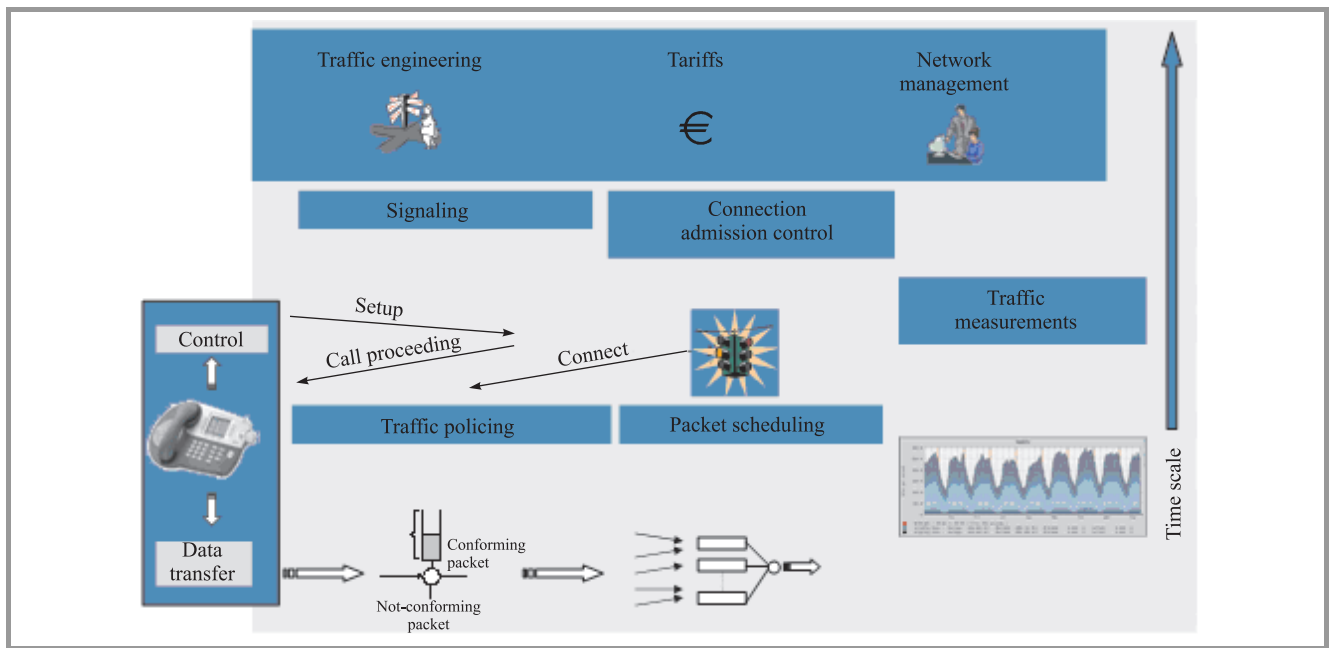 Traffic engineering
Tariffs
Network
management
€
Signaling
Connection
admission control
Traffic
measurements
Setup
Control
Call proceeding
Connect
Traffic policing
Packet scheduling
Time scale
Data
transfer
Conforming
packet
Not-conforming
packet